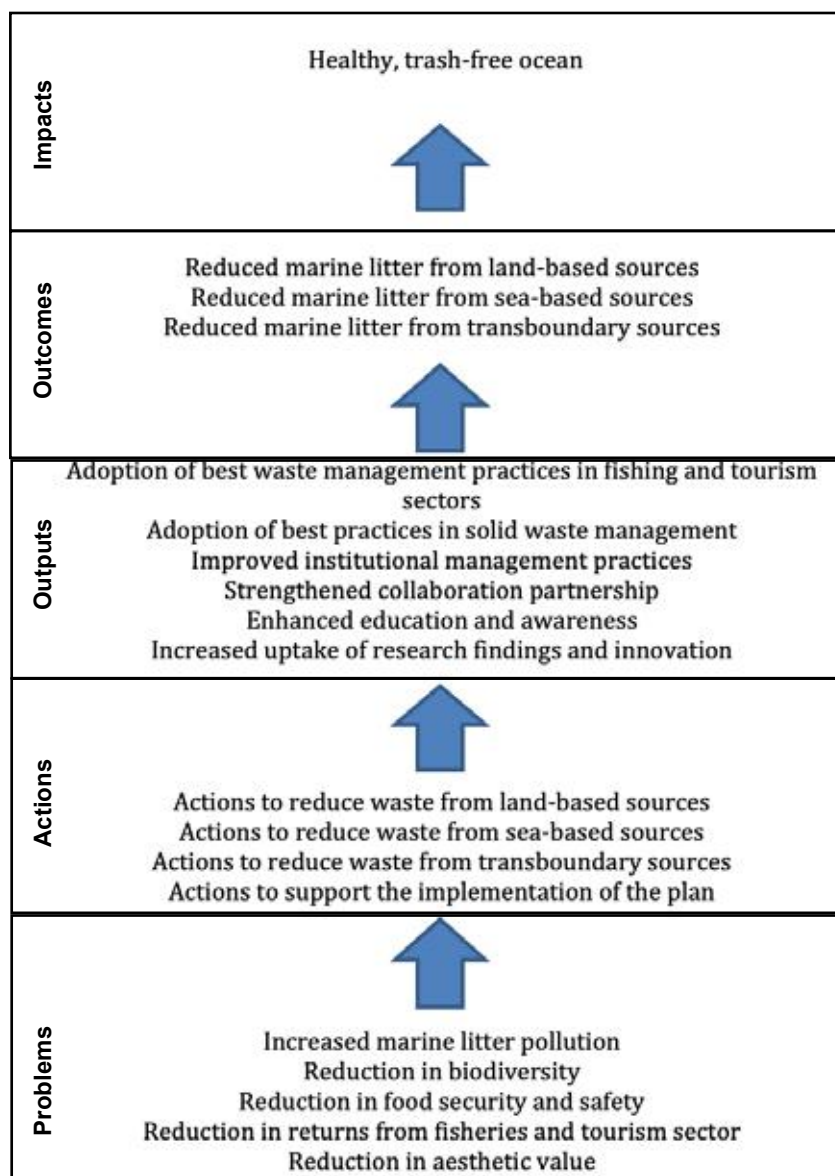 Impacts
Healthy, trash-free ocean
Outcomes
Reduced marine litter from land-based sources
Reduced marine litter from sea-based sources
Reduced marine litter from transboundary sources
Outputs
Adoption of best waste management practices in fishing and tourism
sectors
Adoption of best practices in solid waste management
Improved institutional management practices
Strengthened collaboration partnership
Enhanced education and awareness
Increased uptake of research findings and innovation
Actions
Actions to reduce waste from land-based sources
Actions to reduce waste from sea-based sources
Actions to reduce waste from transboundary sources
Actions to support the implementation of the plan
Problems
Increased marine litter pollution
Reduction in biodiversity
Reduction in food security and safety
Reduction in returns from fisheries and tourism sector
Reduction in aesthetic value